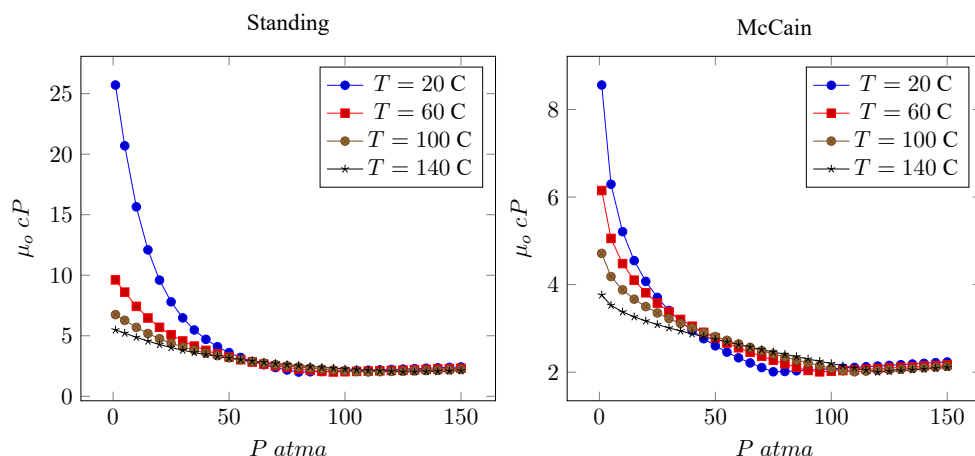 Standing
T = 20 C
T = 60 C
T = 100 C
T = 140 C
25
20
15
10
5
0
0 50 100 150
μo cP
P atma
McCain
T = 20 C
T = 60 C
T = 100 C
T = 140 C
8
6
4
2
0 50 100 150
μo cP
P atma